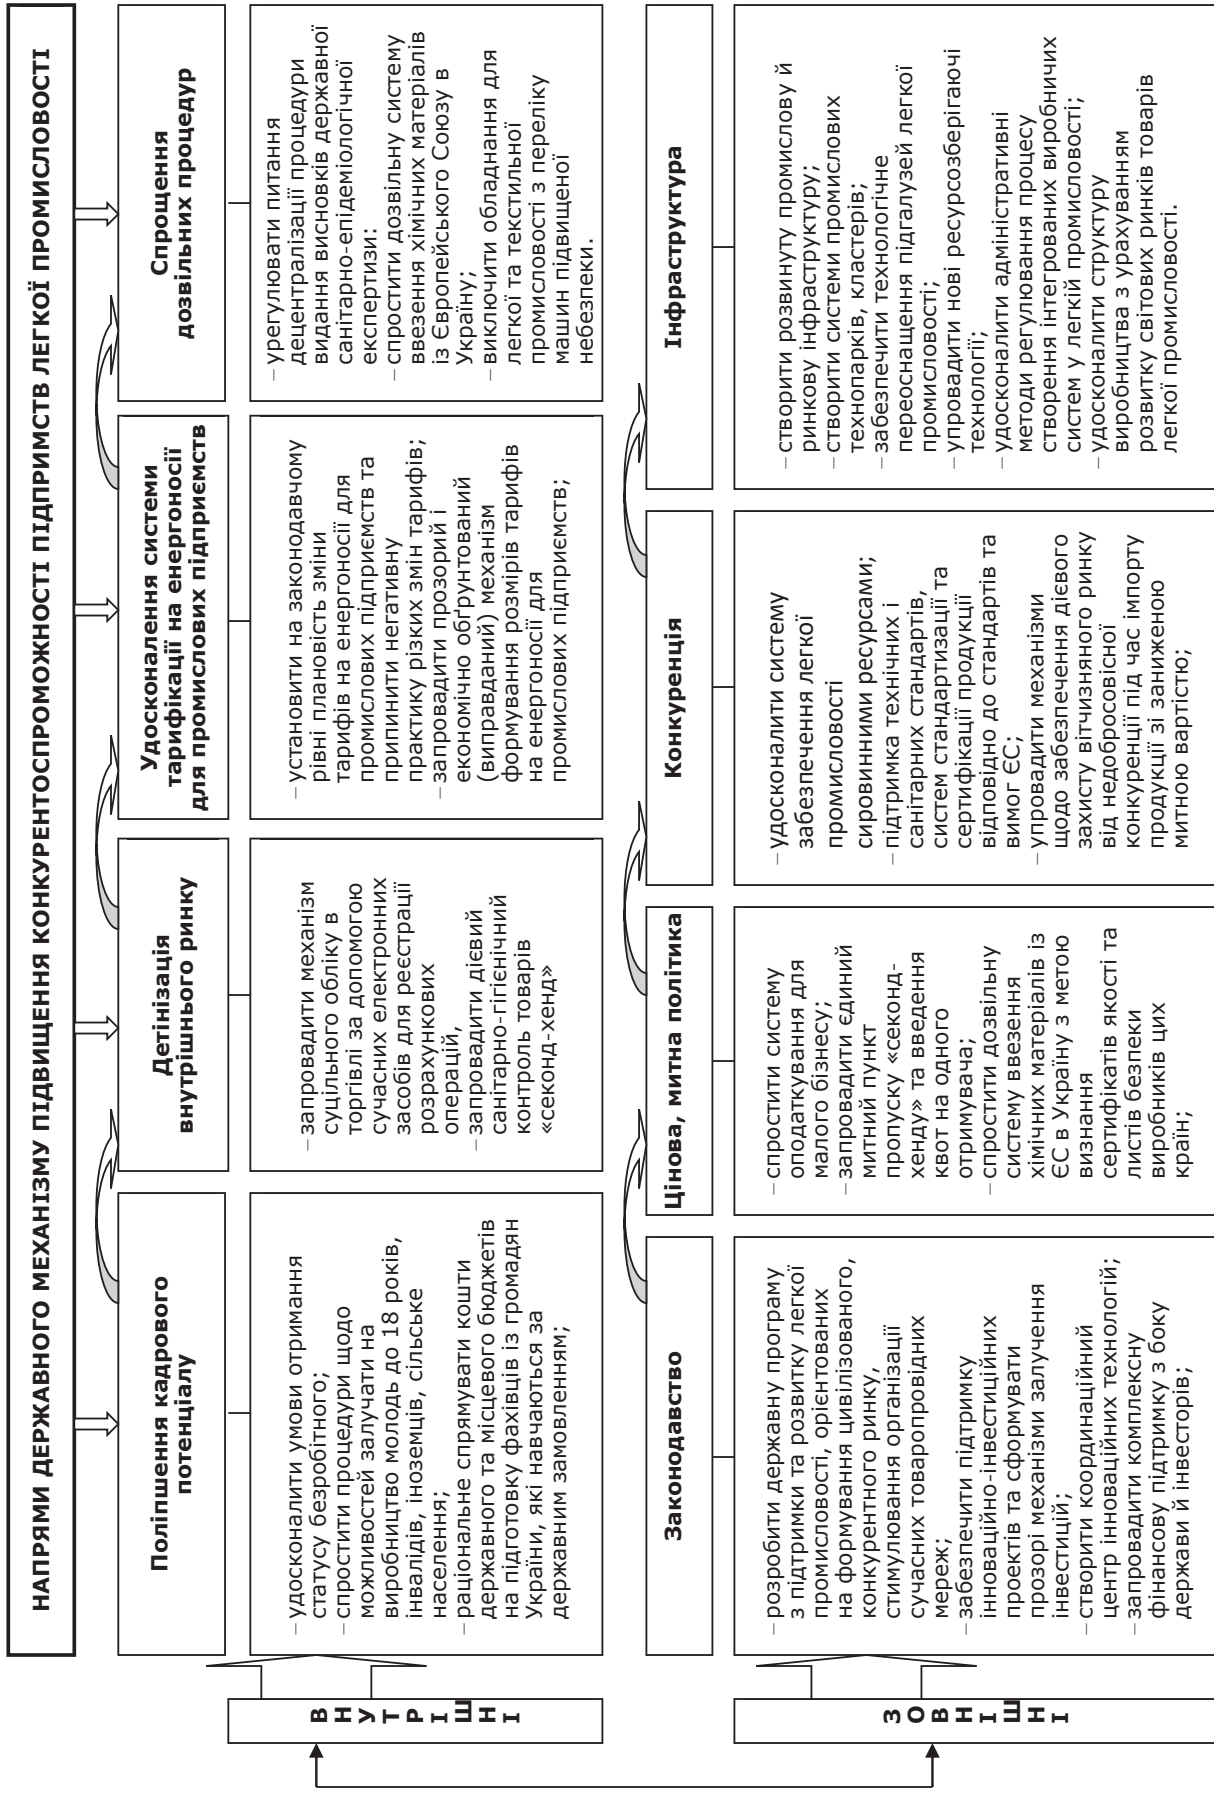 НАПРЯМИ ДЕРЖАВНОГО МЕХАНІЗМУ ПІДВИЩЕННЯ КОНКУРЕНТОСПРОМОЖНОСТІ ПІДПРИМСТВ ЛЕГКОЇ ПРОМИСЛОВОСТІ
ВНУТРІШНІ
Поліпшення кадрового
потенціалу
– удосконалити умови отримання
статусу безробітного;
– спростити процедури щодо
можливостей залучати на
виробництво молодь до 18 років,
інвалідів, іноземців, сільське
населення;
– раціональне спрямувати кошти
державного та місцевого бюджетів
на підготовку фахівців із громадян
України, які навчаються за
державним замовленням;
Детінізація
внутрішнього ринку
– запровадити механізм
суцільного обліку в
торгівлі за допомогою
сучасних електронних
засобів для реєстрації
розрахункових
операцій,
– запровадити дієвий
санітарно-гігієнічний
контроль товарів
«секонд-хенд»
Удосконалення системи
тарифікації на енергоносії
для промислових підприємств
– установити на законодавчому
рівні плановість зміни
тарифів на енергоносії для
промислових підприємств та
припинити негативну
практику різких змін тарифів;
– запровадити прозорий і
економічно обґрунтований
(виправданий) механізм
формування розмірів тарифів
на енергоносії для
промислових підприємств;
Спрощення
дозвільних процедур
– урегулювати питання
децентралізації процедури
видання висновків державної
санітарно-епідеміологічної
експертизи:
– спростити дозвільну систему
ввезення хімічних матеріалів
із Європейського Союзу в
Україну;
– виключити обладнання для
легкої та текстильної
промисловості з переліку
машин підвищеної
небезпеки.
ЗОВНІШНІ
Законодавство
– розробити державну програму
з підтримки та розвитку легкої
промисловості, орієнтованих
на формування цивілізованого,
конкурентного ринку,
стимулювання організації
сучасних товаропровідних
мереж;
– забезпечити підтримку
інноваційно-інвестиційних
проектів та сформувати
прозорі механізми залучення
інвестицій;
– створити координаційний
центр інноваційних технологій;
– запровадити комплексну
фінансову підтримку з боку
держави й інвесторів;
Цінова, митна політика
– спростити систему
оподаткування для
малого бізнесу;
– запровадити єдиний
митний пункт
пропуску «секонд-
хенду» та введення
квот на одного
отримувача;
– спростити дозвільну
систему ввезення
хімічних матеріалів із
ЄС в Україну з метою
визнання
сертифікатів якості та
листів безпеки
виробників цих
країн;
Конкуренція
– удосконалити систему
забезпечення легкої
промисловості
сировинними ресурсами;
– підтримка технічних і
санітарних стандартів,
систем стандартизації та
сертифікації продукції
відповідно до стандартів та
вимог ЄС;
– упровадити механізми
щодо забезпечення дієвого
захисту вітчизняного ринку
від недобросовісної
конкуренції під час імпорту
продукції зі заниженою
митною вартістю;
Інфраструктура
– створити розвинуту промислову й
ринкову інфраструктуру;
– створити системи промислових
технопарків, кластерів;
– забезпечити технологічне
переоснащення підгалузей легкої
промисловості;
– упровадити нові ресурсозберігаючі
технології;
– удосконалити адміністративні
методи регулювання процесу
створення інтегрованих виробничих
систем у легкій промисловості;
– удосконалити структуру
виробництва з урахуванням
розвитку світових ринків товарів
легкої промисловості.